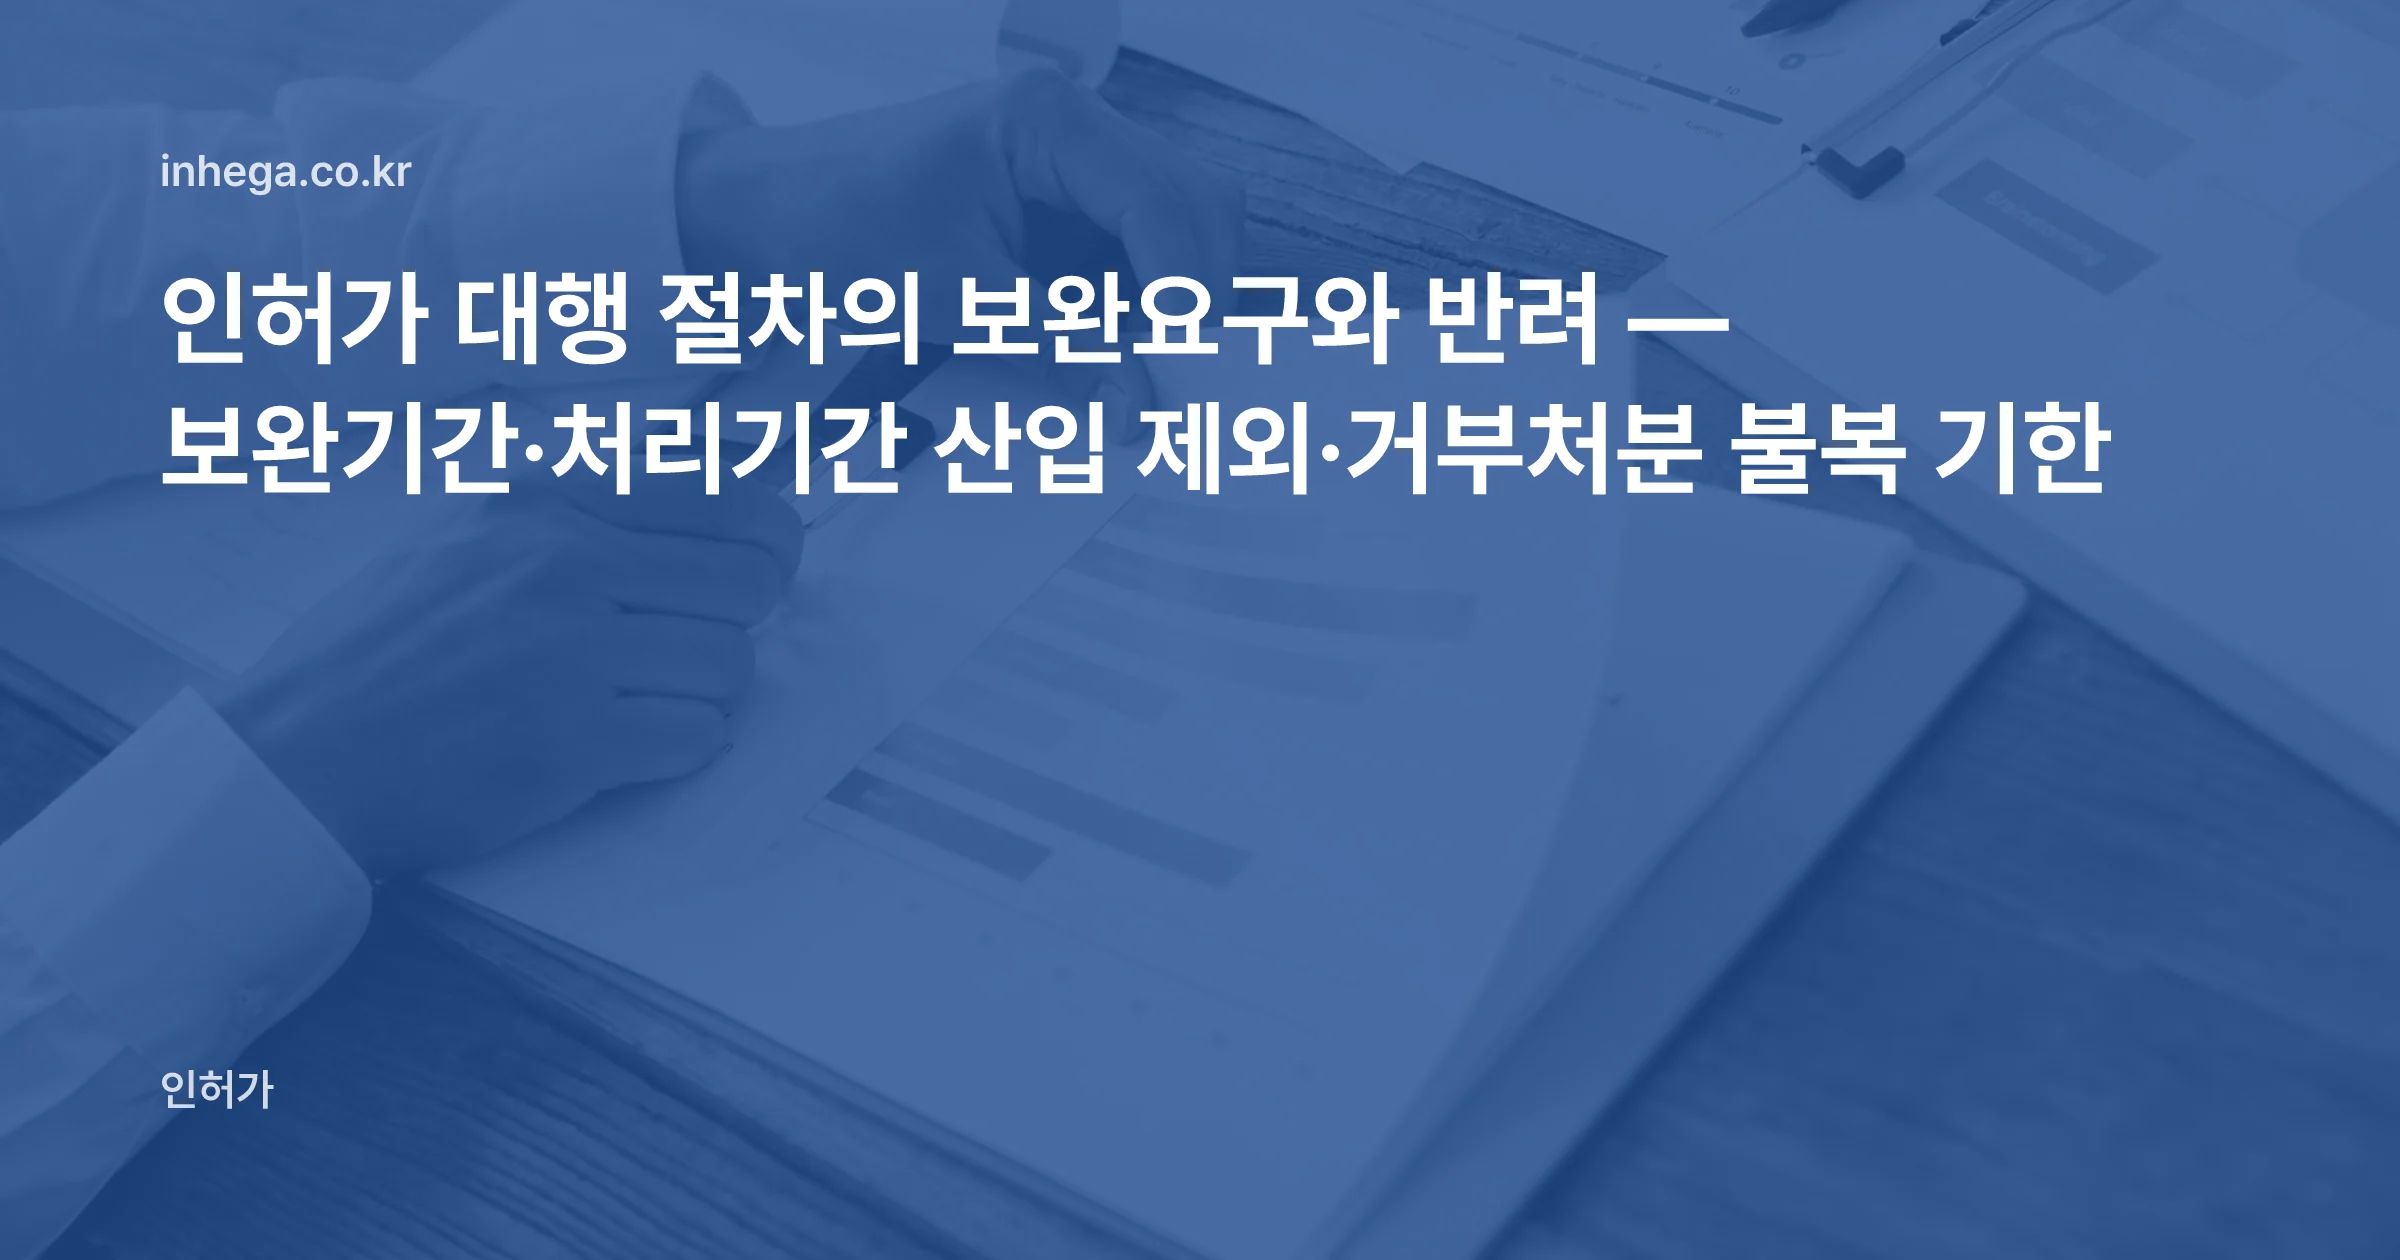 inhega.co.kr
인허가 대행 절차의 보완요구와 반려 —
보완기간·처리기간 산입 제외·거부처분 불복 기한
인허가